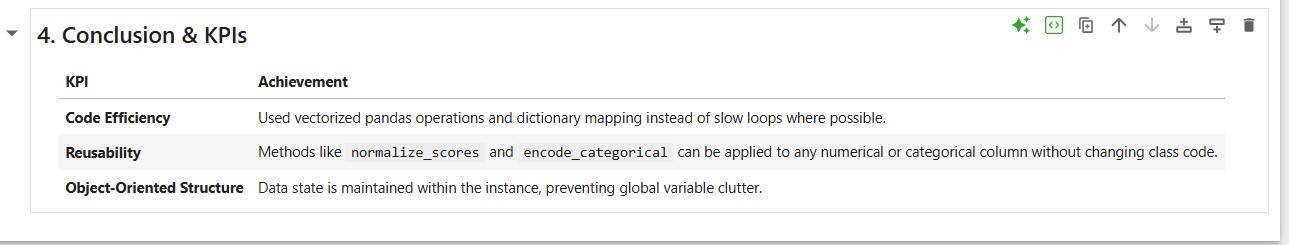 4. Conclusion & KPIs
KPI Achievement
Code Efficiency Used vectorized pandas operations and dictionary mapping instead of slow loops where possible.
Reusability Methods like normalize_scores and encode_categorical can be applied to any numerical or categorical column without changing class code.
Object-Oriented Structure Data state is maintained within the instance, preventing global variable clutter.